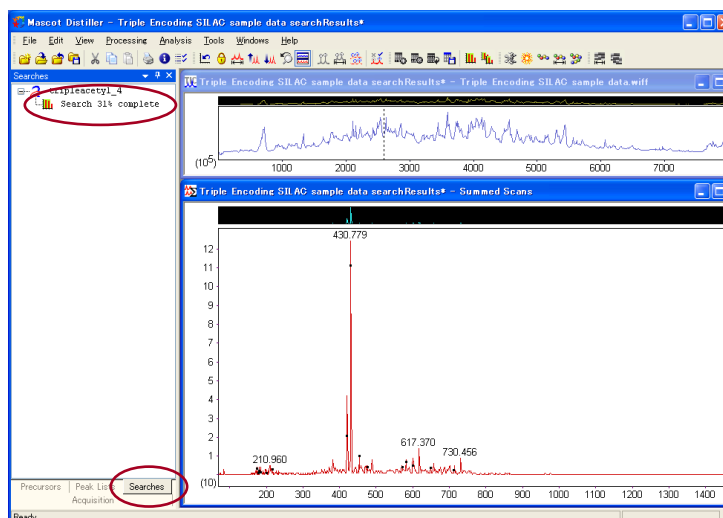 Mascot Distiller - Triple Encoding SILAC sample data searchResults*
File Edit View Processing Analysis Tools Windows Help
Searches
tripleacetyl_4
Search 31% complete
Triple Encoding SILAC sample data searchResults* - Triple Encoding SILAC sample data.wiff
(10⁵)
1000 2000 3000 4000 5000 6000 7000
Triple Encoding SILAC sample data searchResults* - Summed Scans
430.779
12
11
10
9
8
7
6
5
4
3
2
1
(10)
617.370
730.456
210.960
200 300 400 500 600 700 800 900 1000 1100 1200 1300 1400
Precursors Peak Lists Searches
Acquisition
Ready